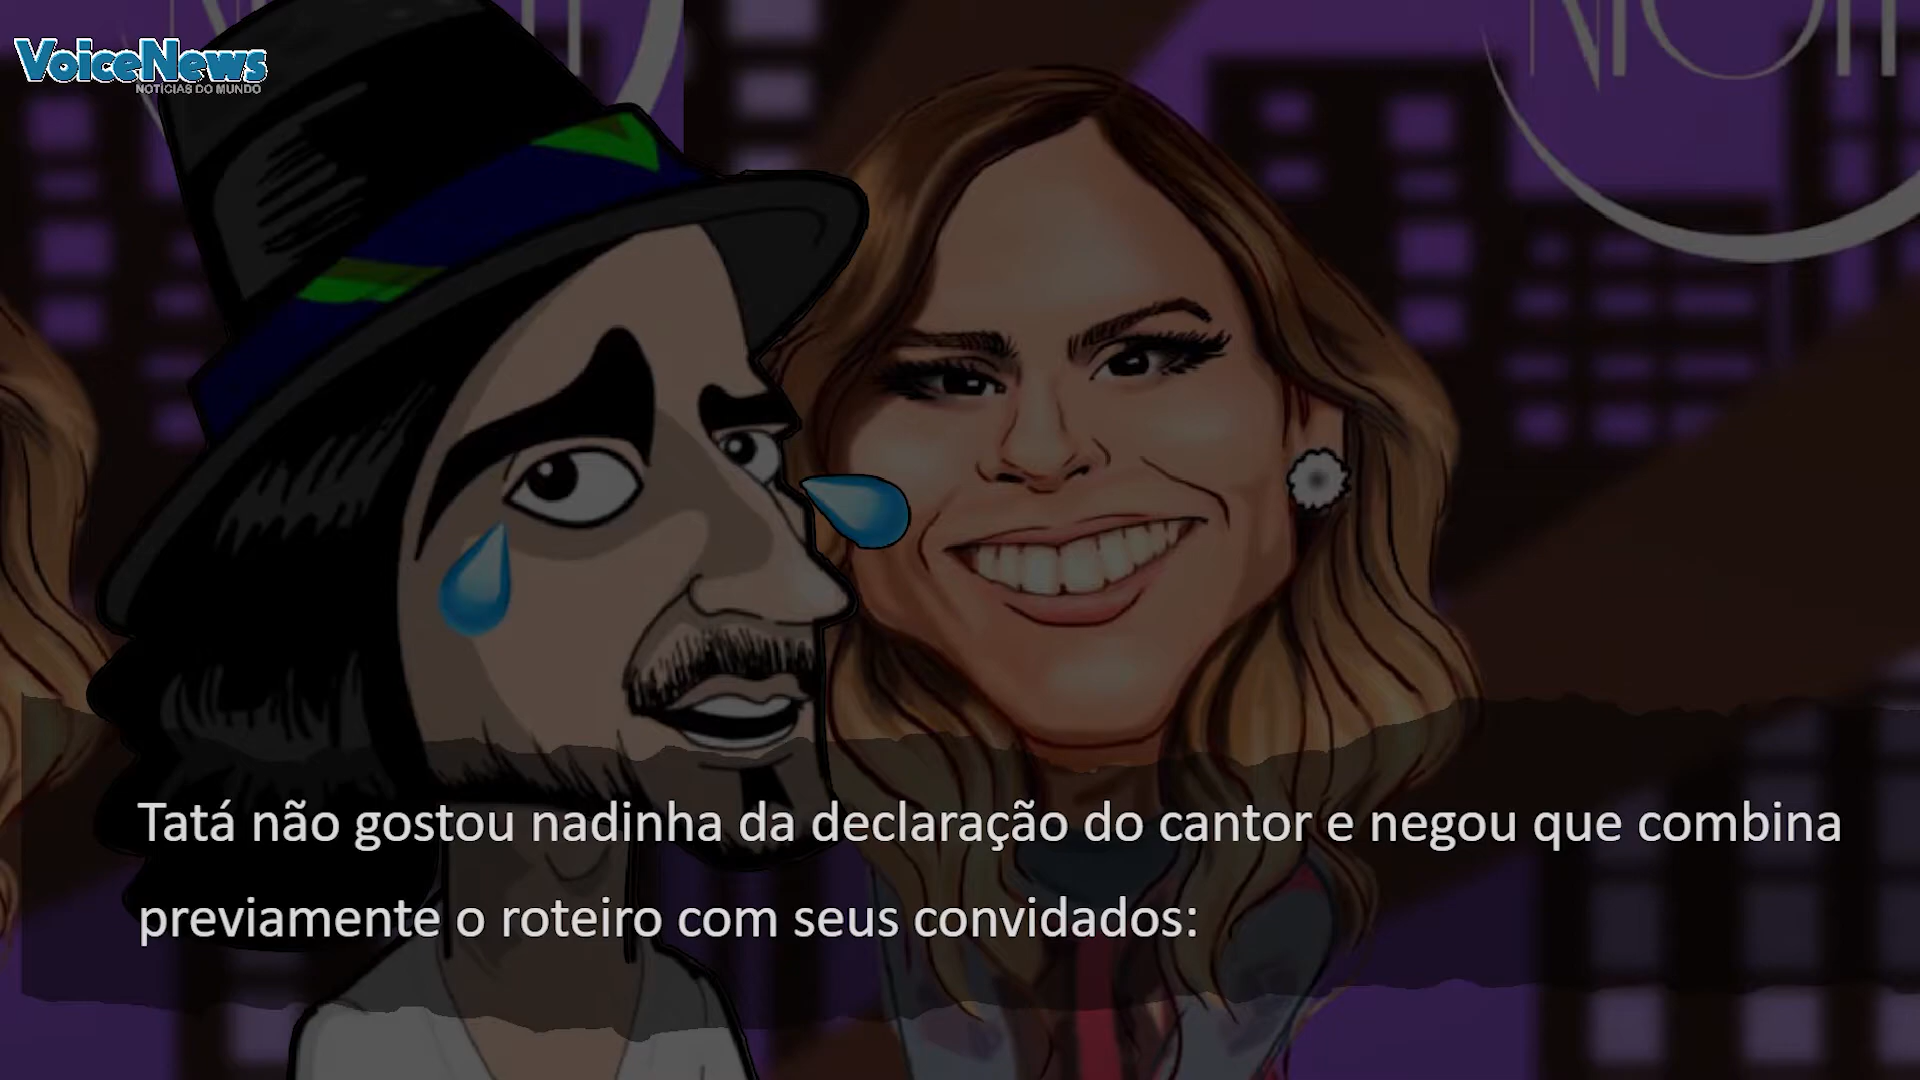 VoiceNews
NOTÍCIAS DO MUNDO
Tatá não gostou nadinha da declaração do cantor e negou que combina
previamente o roteiro com seus convidados: